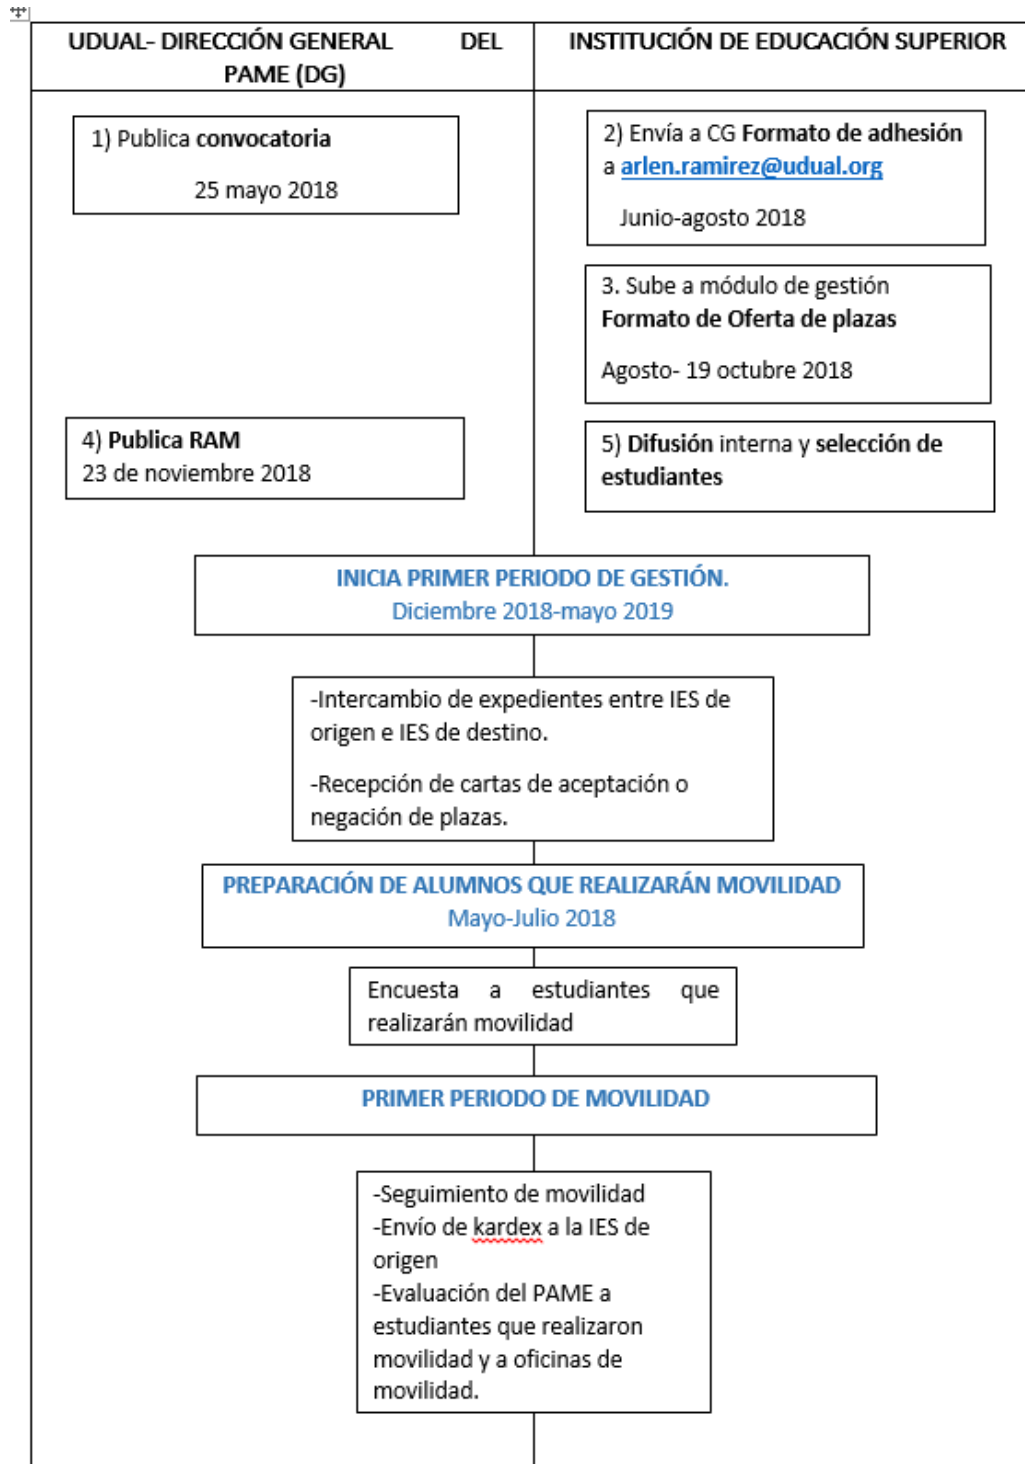 UDUAL- DIRECCIÓN GENERAL DEL
PAME (DG)
INSTITUCIÓN DE EDUCACIÓN SUPERIOR
1) Publica convocatoria
25 mayo 2018
2) Envía a CG Formato de adhesión
a arlen.ramirez@udual.org
Junio-agosto 2018
3. Sube a módulo de gestión
Formato de Oferta de plazas
Agosto- 19 octubre 2018
4) Publica RAM
23 de noviembre 2018
5) Difusión interna y selección de
estudiantes
INICIA PRIMER PERIODO DE GESTIÓN.
Diciembre 2018-mayo 2019
-Intercambio de expedientes entre IES de
origen e IES de destino.
-Recepción de cartas de aceptación o
negación de plazas.
PREPARACIÓN DE ALUMNOS QUE REALIZARÁN MOVILIDAD
Mayo-Julio 2018
Encuesta a estudiantes que
realizarán movilidad
PRIMER PERIODO DE MOVILIDAD
-Seguimiento de movilidad
-Envío de kardex a la IES de
origen
-Evaluación del PAME a
estudiantes que realizaron
movilidad y a oficinas de
movilidad.